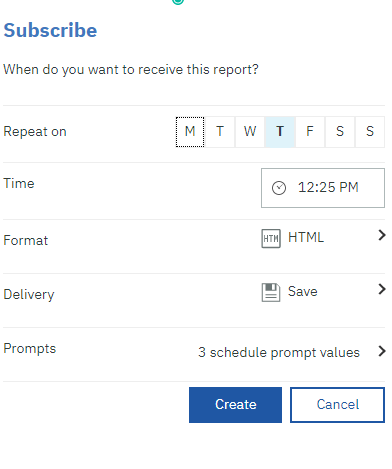 Subscribe
When do you want to receive this report?
Repeat on M T W T F S S
Time 12:25 PM
Format HTM HTML
Delivery Save
Prompts 3 schedule prompt values
Create Cancel